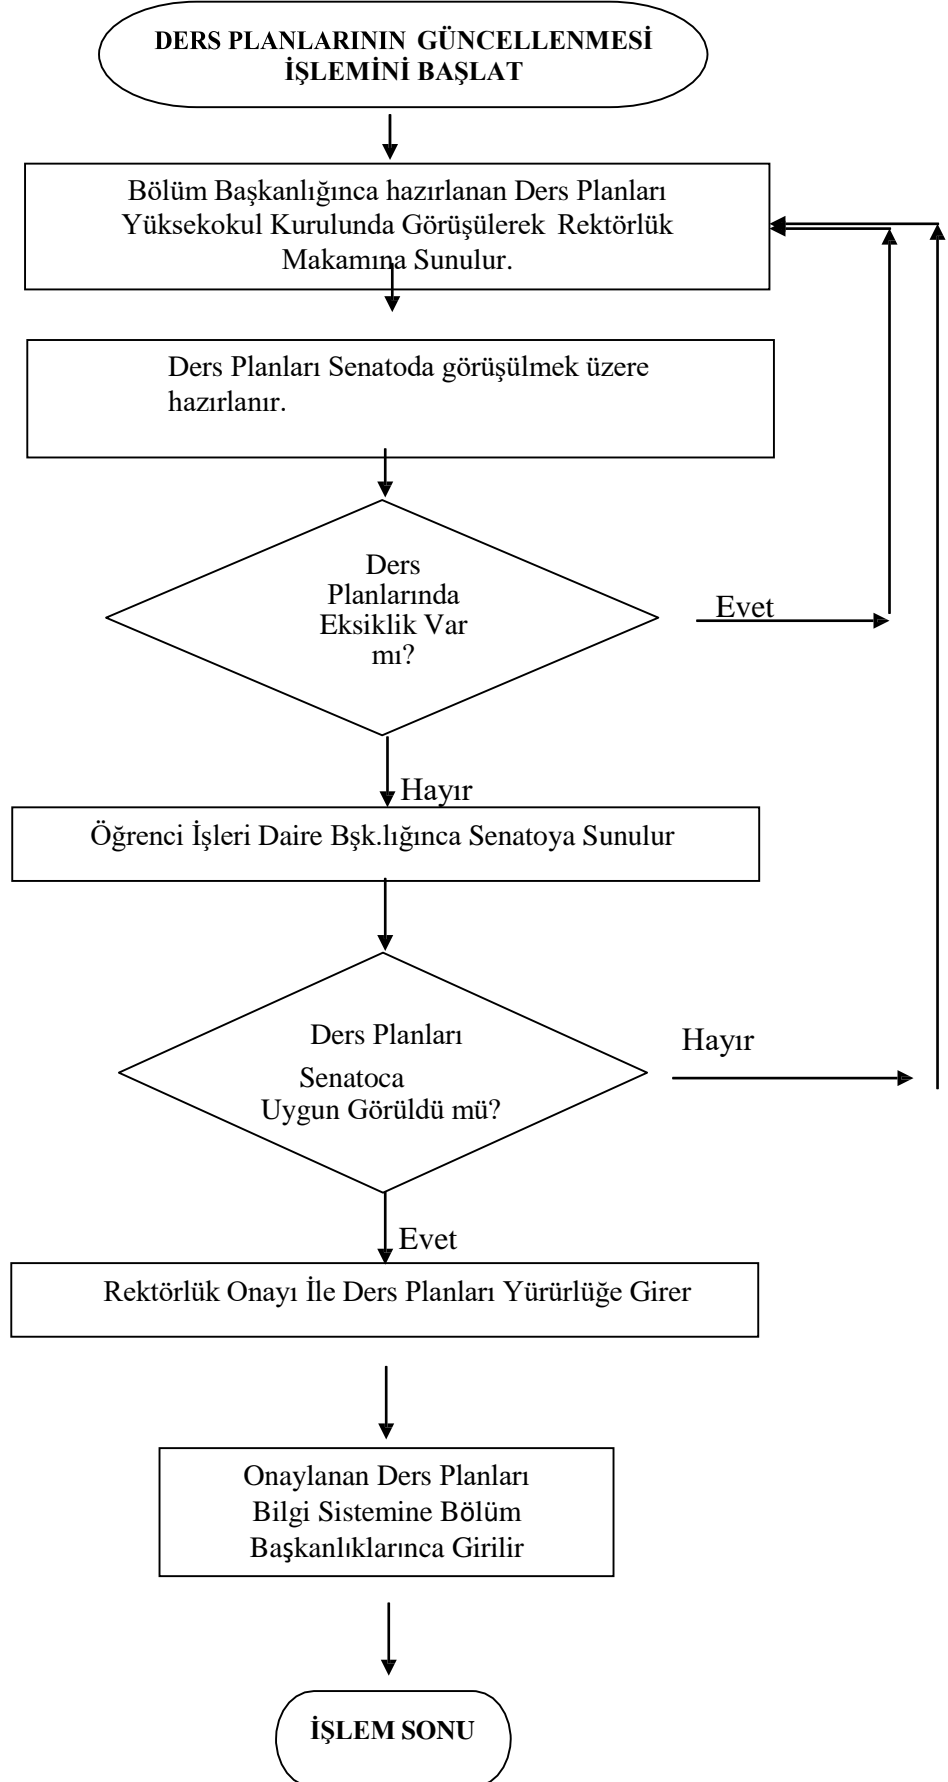 DERS PLANLARININ GÜNCELLENMESİ
İŞLEMİNİ BAŞLAT
Bölüm Başkanlığınca hazırlanan Ders Planları
Yüksekokul Kurulunda Görüşülerek Rektörlük
Makamına Sunulur.
Ders Planları Senatoda görüşülmek üzere
hazırlanır.
Ders
Planlarında
Eksiklik Var
mı?
Evet
Hayır
Öğrenci İşleri Daire Bşk.lığınca Senatoya Sunulur
Ders Planları
Senatoca
Uygun Görüldü mü?
Hayır
Evet
Rektörlük Onayı İle Ders Planları Yürürlüğe Girer
Onaylanan Ders Planları
Bilgi Sistemine Bölüm
Başkanlıklarınca Girilir
İŞLEM SONU